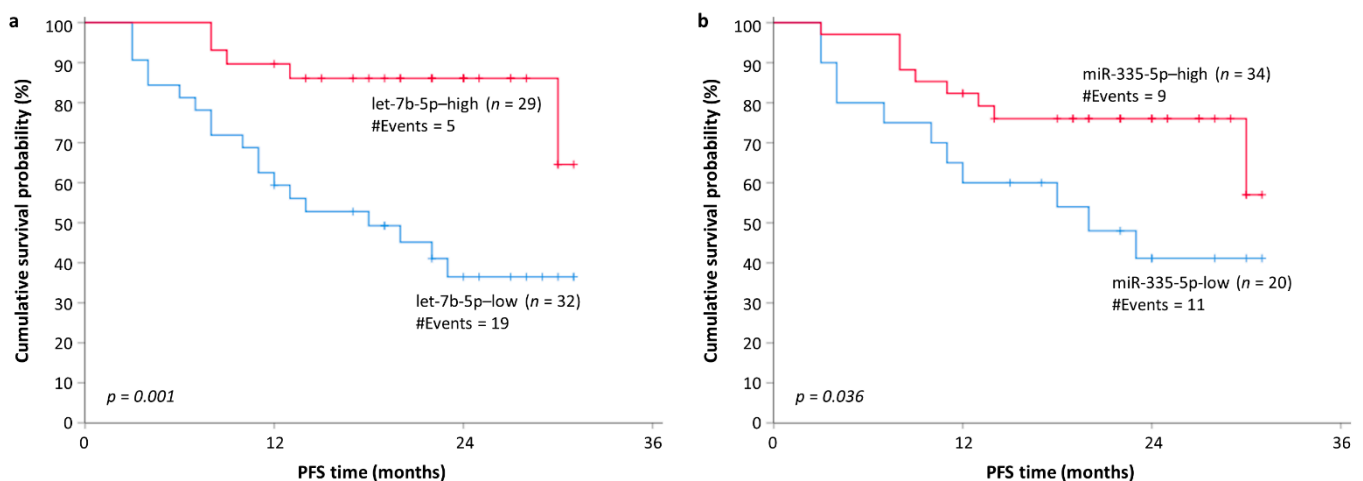 a
Cumulative survival probability (%)
100
90
80
70
60
50
40
30
20
10
0
let-7b-5p–high (n = 29)
#Events = 5
let-7b-5p–low (n = 32)
#Events = 19
p = 0.001
0
12
24
36
PFS time (months)
b
Cumulative survival probability (%)
100
90
80
70
60
50
40
30
20
10
0
miR-335-5p–high (n = 34)
#Events = 9
miR-335-5p-low (n = 20)
#Events = 11
p = 0.036
0
12
24
36
PFS time (months)